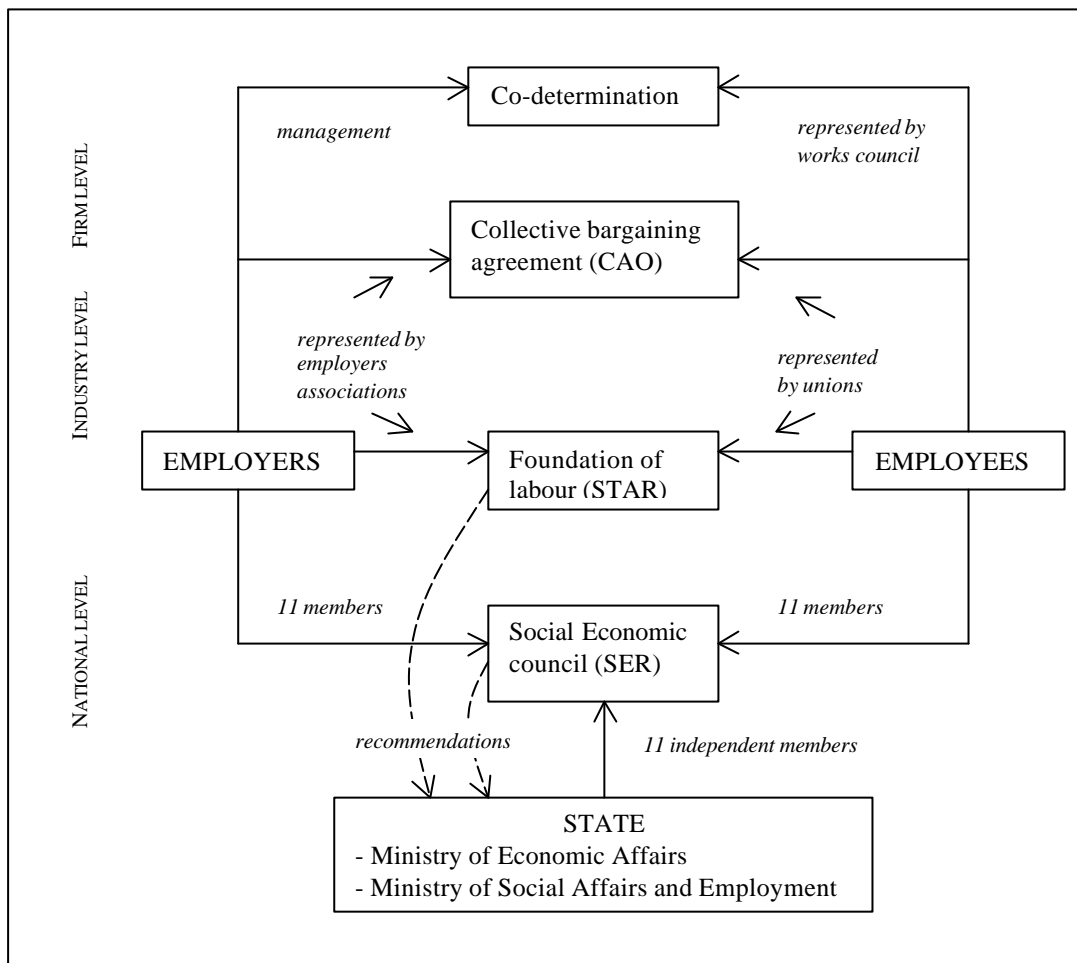 Co-determination
management
represented by
works council
FIRM LEVEL
Collective bargaining
agreement (CAO)
INDUSTRY LEVEL
represented by
employers
associations
represented
by unions
EMPLOYERS
Foundation of
labour (STAR)
EMPLOYEES
NATIONAL LEVEL
11 members
11 members
Social Economic
council (SER)
recommendations
11 independent members
STATE
- Ministry of Economic Affairs
- Ministry of Social Affairs and Employment